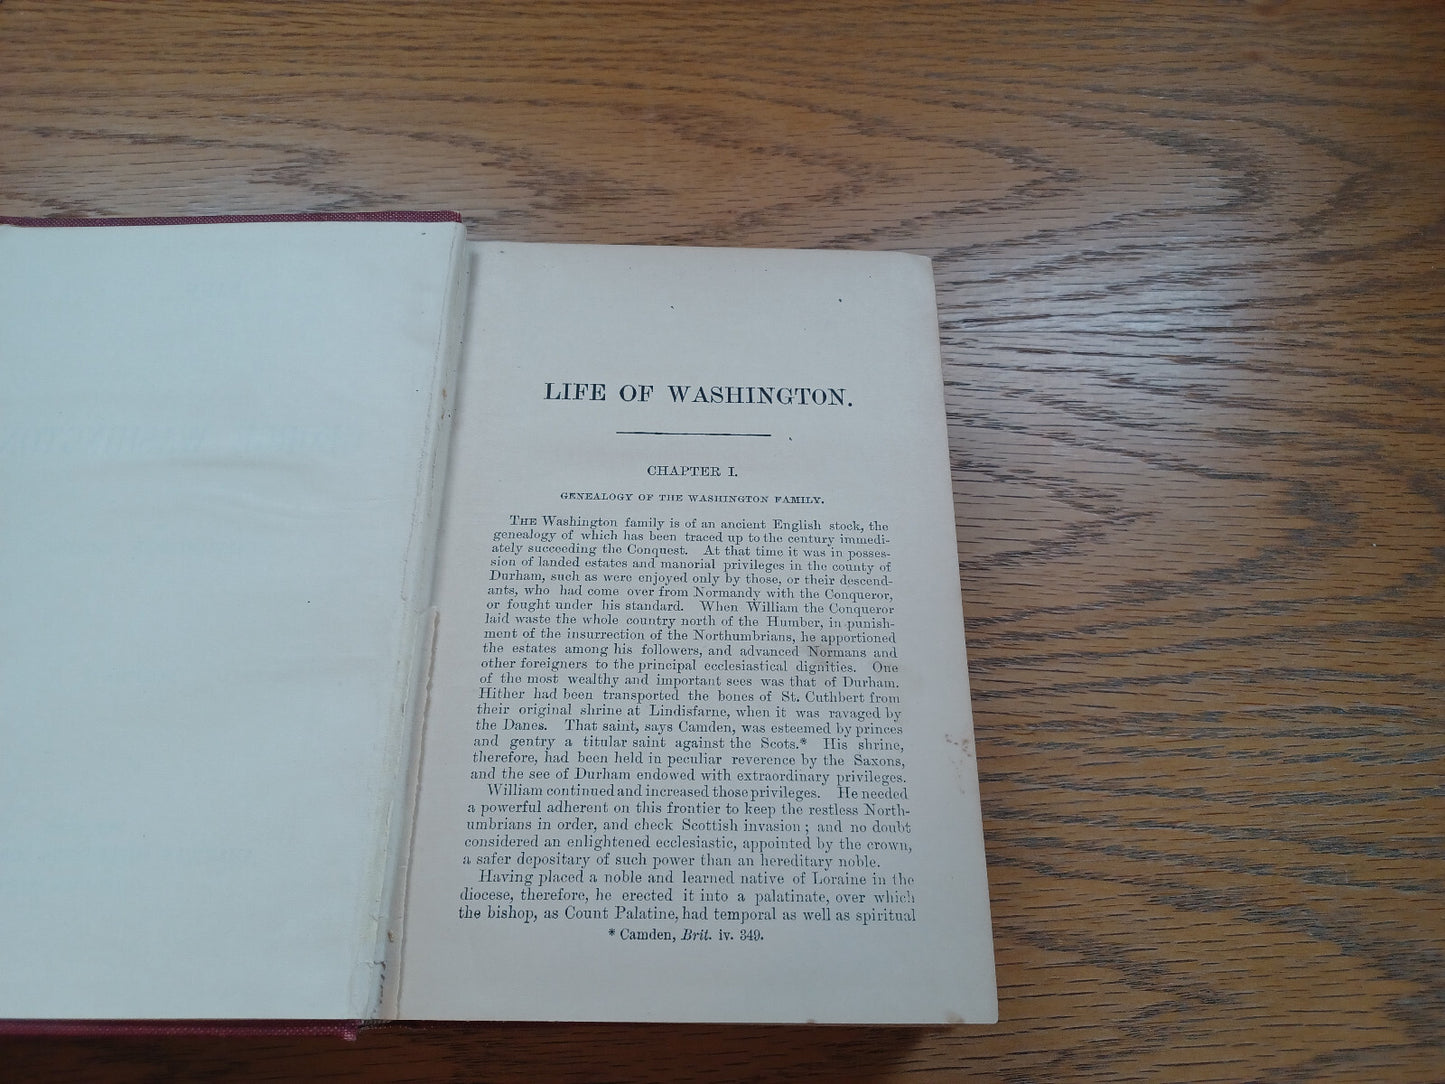 LIFE OF WASHINGTON.
CHAPTER I.
GENEALOGY OF THE WASHINGTON FAMILY.
THE Washington family is of an ancient English stock, the
genealogy of which has been traced up to the century immedi-
ately succeeding the Conquest. At that time it was in posses-
sion of landed estates and manorial privileges in the county of
Durham, such as were enjoyed only by those, or their descend-
ants, who had come over from Normandy with the Conqueror,
or fought under his standard. When William the Conqueror
laid waste the whole country north of the Humber, in punish-
ment of the insurrection of the Northumbrians, he apportioned
the estates among his followers, and advanced Normans and
other foreigners to the principal ecclesiastical dignities. One
of the most wealthy and important sees was that of Durham.
Hither had been transported the bones of St. Cuthbert from
their original shrine at Lindisfarne, when it was ravaged by
the Danes. That saint, says Camden, was esteemed by princes
and gentry a titular saint against the Scots.* His shrine,
therefore, had been held in peculiar reverence by the Saxons,
and the see of Durham endowed with extraordinary privileges.
William continued and increased those privileges. He needed
a powerful adherent on this frontier to keep the restless North-
umbrians in order, and check Scottish invasion; and no doubt
considered an enlightened ecclesiastic, appointed by the crown,
a safer depositary of such power than an hereditary noble.
Having placed a noble and learned native of Loraine in the
diocese, therefore, he erected it into a palatinate, over which
the bishop, as Count Palatine, had temporal as well as spiritual
* Camden, Brit. iv. 349.